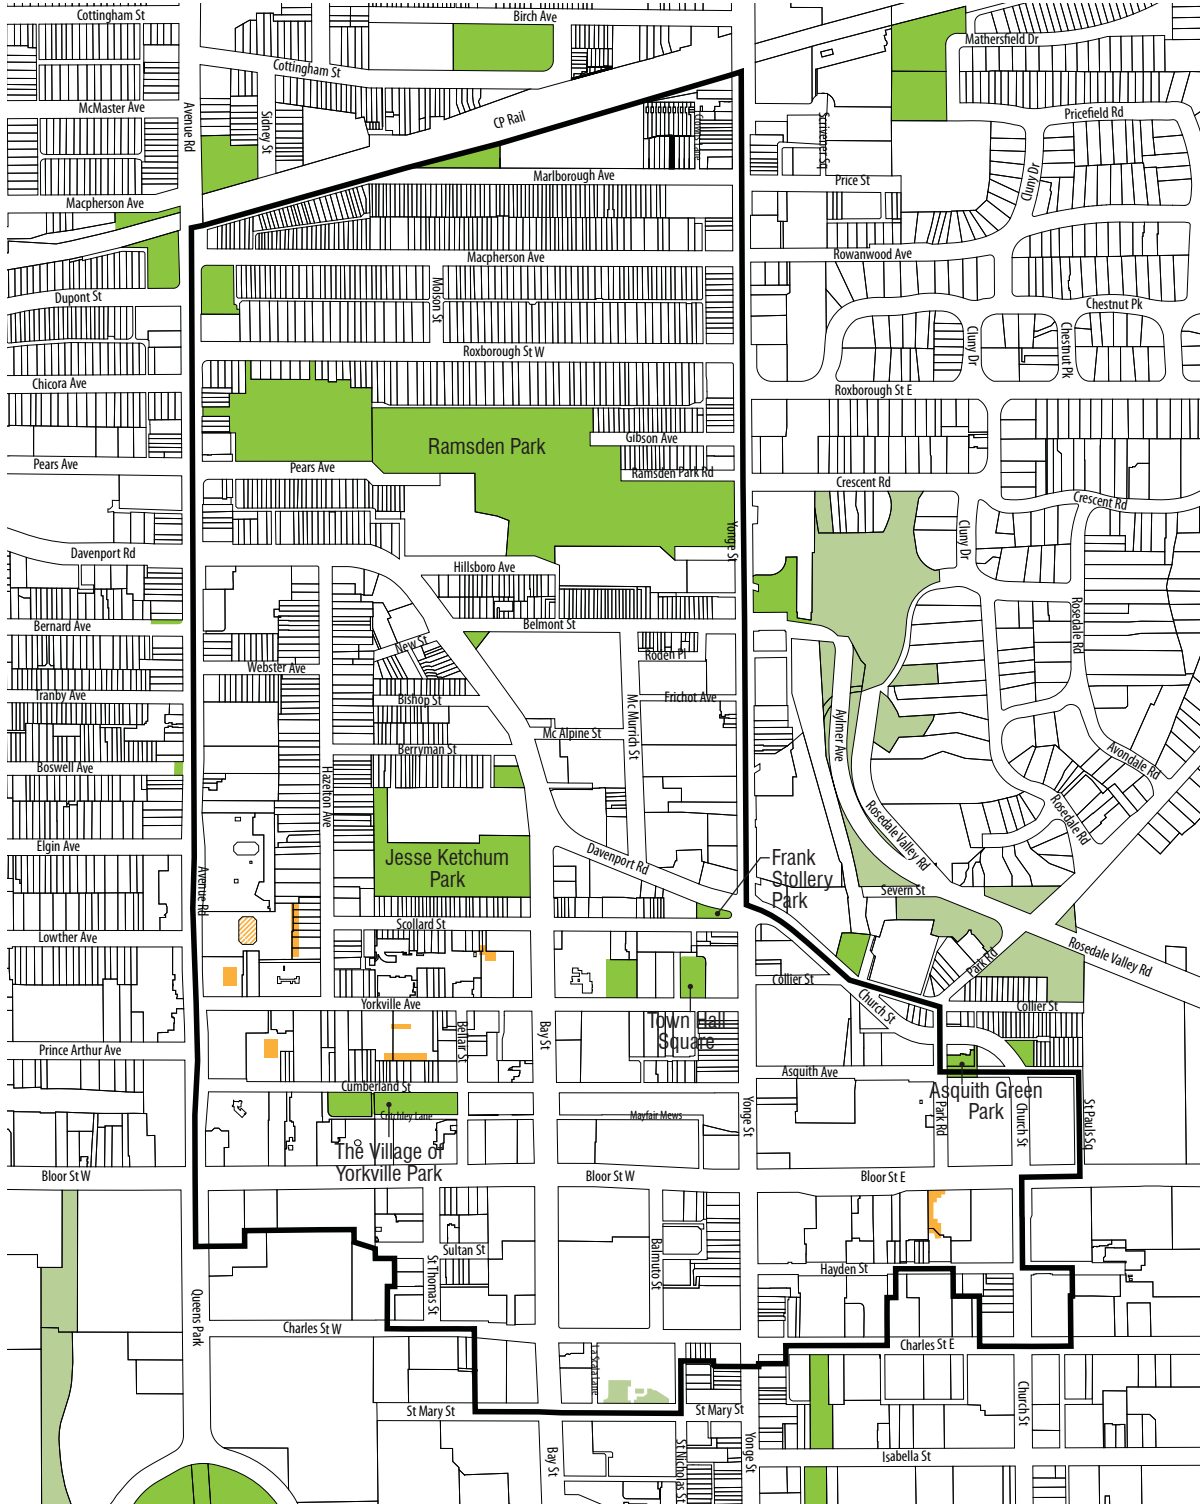 Cottingham St
Birch Ave
Mathersfield Dr
Cottingham St
McMaster Ave
Avenue Rd
Sidney St
CP Rail
Pricefield Rd
Scrivener Sq
Marlborough Ave
Price St
Cluny Dr
Macpherson Ave
Macpherson Ave
Rowanwood Ave
Dupont St
Molson St
Chestnut Pk
Roxborough St W
Cluny Dr
Chestnut Pk
Chicora Ave
Roxborough St E
Ramsden Park
Gibson Ave
Pears Ave
Pears Ave
Ramsden Park Rd
Crescent Rd
Crescent Rd
Yonge St
Cluny Dr
Davenport Rd
Hillsboro Ave
Bernard Ave
Belmont St
Rosedale Rd
New St
Roden Pl
Webster Ave
Tranby Ave
Bishop St
Mc Murrich St
Frichot Ave
Aylmer Ave
Mc Alpine St
Berryman St
Avondale Rd
Boswell Ave
Hazelton Ave
Rosedale Rd
Rosedale Valley Rd
Elgin Ave
Jesse Ketchum
Park
Davenport Rd
Frank
Stollery
Park
Avenue Rd
Severn St
Scollard St
Lowther Ave
Park Rd
Rosedale Valley Rd
Collier St
Yorkville Ave
Church St
Collier St
Town Hall
Square
Bellair St
Bay St
Prince Arthur Ave
Asquith Ave
Cumberland St
Asquith Green
Park
Critchley Lane
Mayfair Mews
Yonge St
Park Rd
Church St
St Pauls Sq
The Village of
Yorkville Park
Bloor St W
Bloor St W
Bloor St E
Sultan St
Balmuto St
St Thomas St
Hayden St
Queens Park
Charles St W
Charles St E
La Scala Lane
Church St
St Mary St
St Mary St
Bay St
St Nicholas St
Yonge St
Isabella St